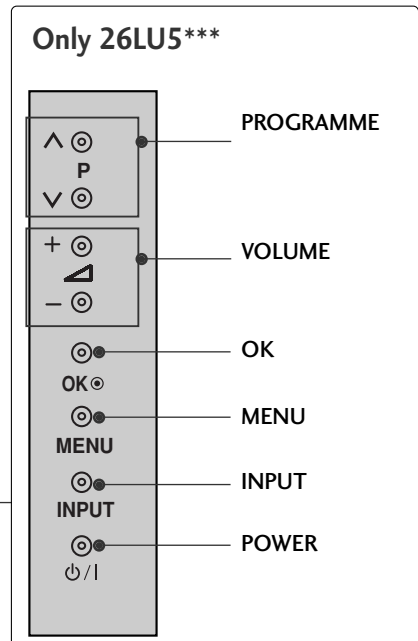 Only 26LU5***
PROGRAMME
P
+
VOLUME
-
OK
OK
MENU
MENU
INPUT
INPUT
POWER
⏻/I